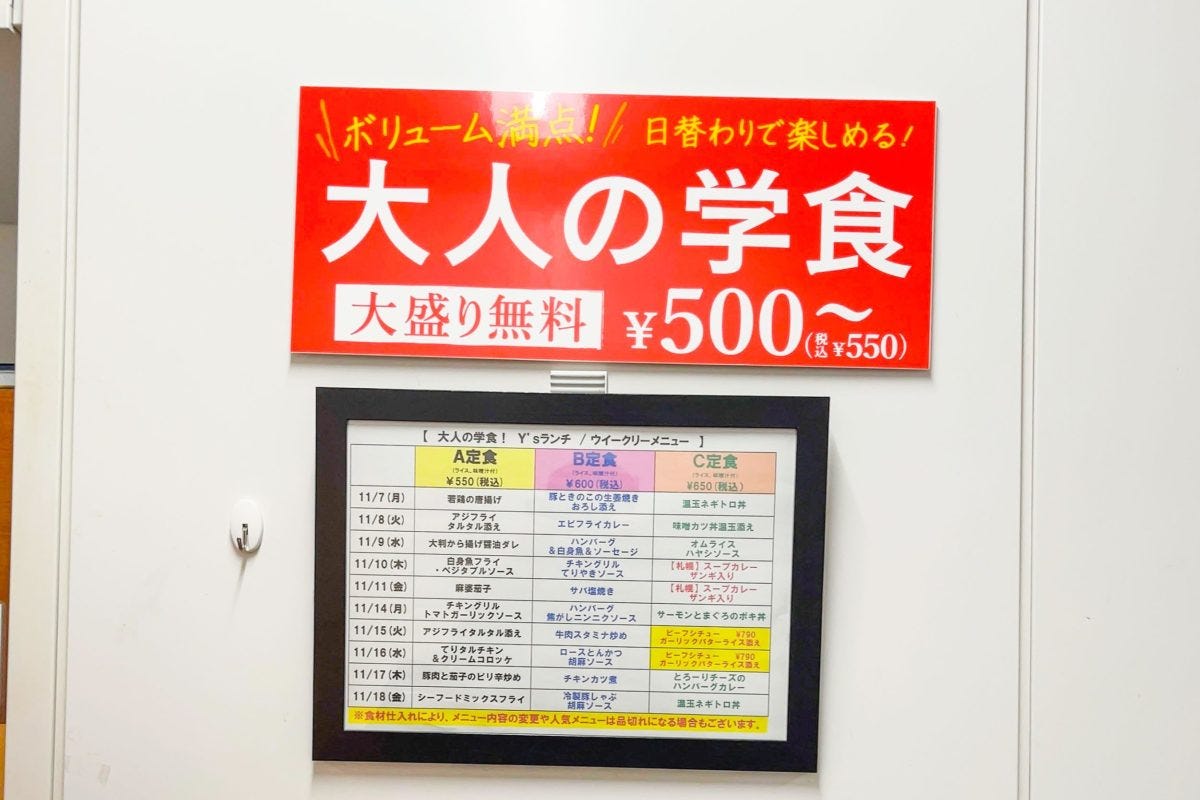 ボリューム満点! 日替わりで楽しめる!
大人の学食
大盛り無料 ¥500〜(税込¥550)
【 大人の学食! Y'sランチ /ウイークリーメニュー 】
A定食 B定食 C定食
(ライス、味噌汁付) (ライス、味噌汁付) (ライス、味噌汁付)
¥550(税込) ¥600(税込) ¥650(税込)
11/7(月) 若鶏の唐揚げ 豚ときのこの生姜焼き おろし添え 温玉ネギトロ丼
11/8(火) アジフライ タルタル添え エビフライカレー 味噌カツ丼温玉添え
11/9(水) 大判から揚げ醤油ダレ ハンバーグ &白身魚&ソーセージ オムライス ハヤシソース
11/10(木) 白身魚フライ ・ベジタブルソース チキングリル てりやきソース 【札幌】スープカレー ザンギ入り
11/11(金) 麻婆茄子 サバ塩焼き 【札幌】スープカレー ザンギ入り
11/14(月) チキングリル トマトガーリックソース ハンバーグ 焦がしニンニクソース サーモンとまぐろのポキ丼
11/15(火) アジフライタルタル添え 牛肉スタミナ炒め ビーフシチュー ¥790 ガーリックバターライス添え
11/16(水) てりタルチキン &クリームコロッケ ロースとんかつ 胡麻ソース ビーフシチュー ¥790 ガーリックバターライス添え
11/17(木) 豚肉と茄子のピリ辛炒め チキンカツ煮 とろーりチーズの ハンバーグカレー
11/18(金) シーフードミックスフライ 冷製豚しゃぶ 胡麻ソース 温玉ネギトロ丼
※食材仕入れにより、メニュー内容の変更や人気メニューは品切れになる場合もございます。